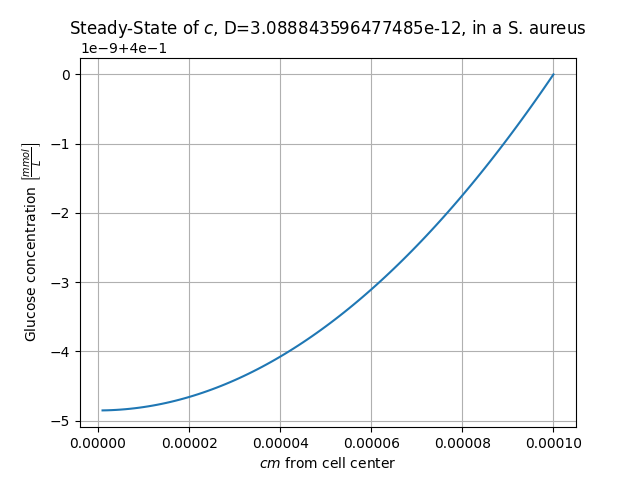 Steady-State of c, D=3.088843596477485e-12, in a S. aureus
1e−9+4e−1
0
−1
−2
−3
−4
−5
Glucose concentration [mmol/L]
0.00000 0.00002 0.00004 0.00006 0.00008 0.00010
cm from cell center